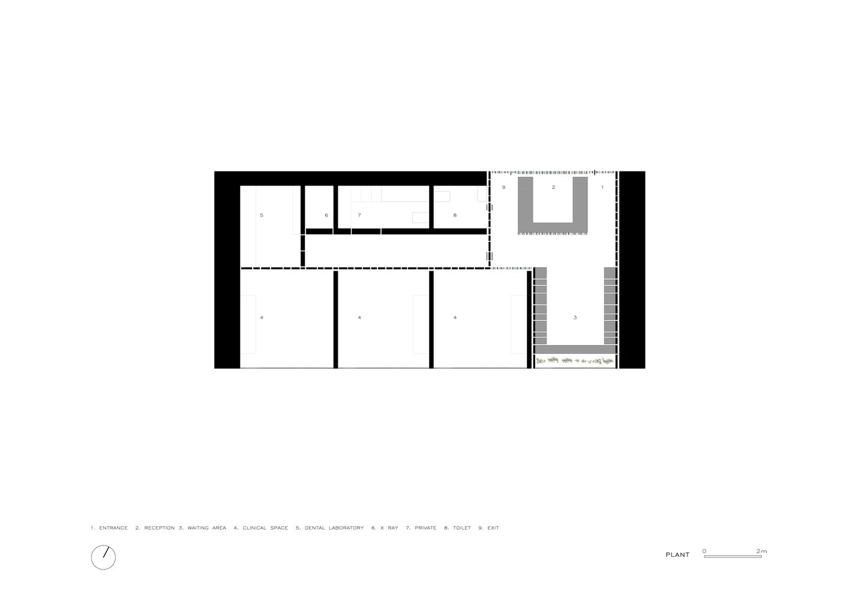 9 2 1
5 6 7 8
4 4 4 3
1. ENTRANCE 2. RECEPTION 3. WAITING AREA 4. CLINICAL SPACE 5. DENTAL LABORATORY 6. X RAY 7. PRIVATE 8. TOILET 9. EXIT
PLANT 0 2m